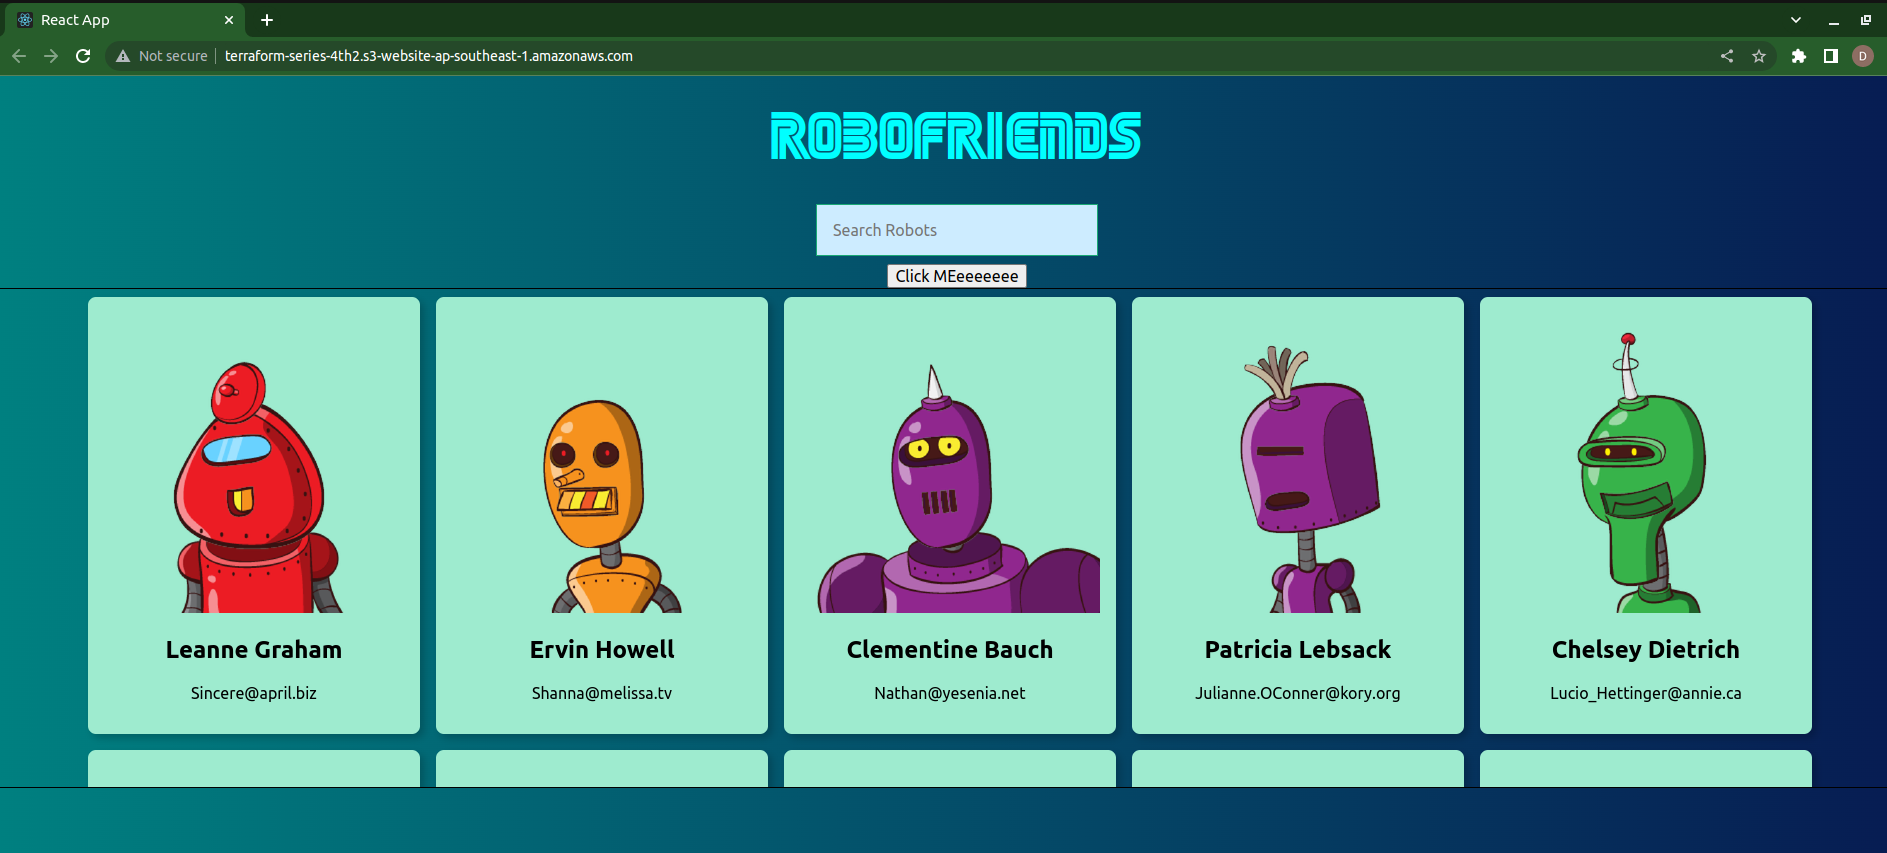 React App
Not secure
terraform-series-4th2.s3-website-ap-southeast-1.amazonaws.com
D
ROBOFRIENDS
Search Robots
Click MEeeeeeee
Leanne Graham
Sincere@april.biz
Ervin Howell
Shanna@melissa.tv
Clementine Bauch
Nathan@yesenia.net
Patricia Lebsack
Julianne.OConner@kory.org
Chelsey Dietrich
Lucio_Hettinger@annie.ca